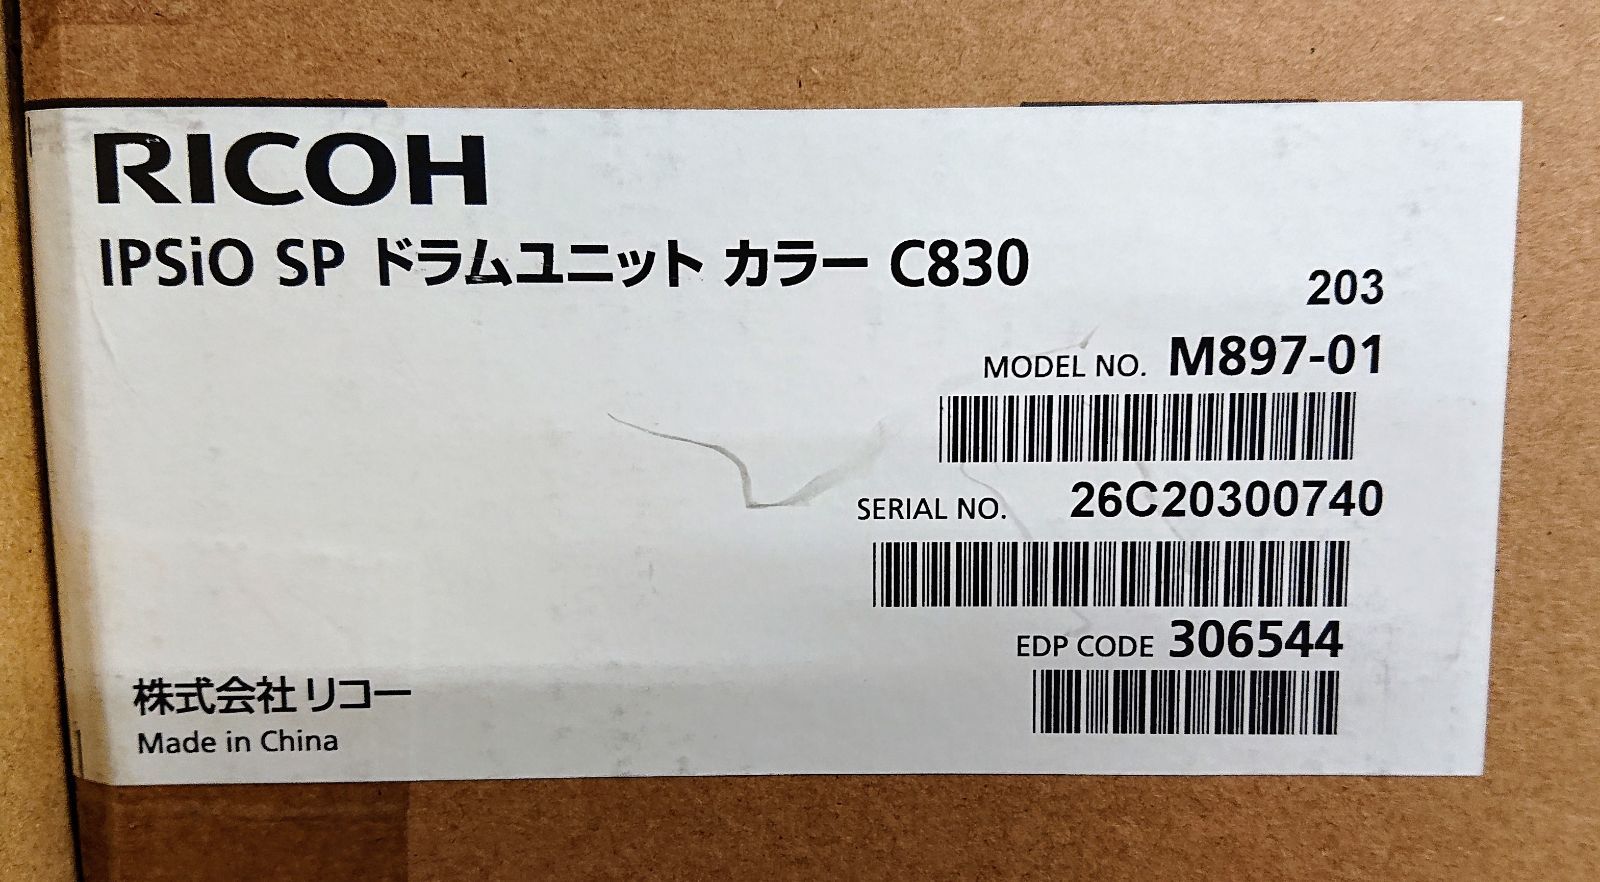 RICOH
IPSiO SP ドラムユニット カラー C830
203
MODEL NO. M897-01
SERIAL NO. 26C20300740
EDP CODE 306544
株式会社 リコー
Made in China